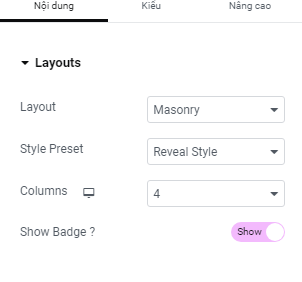 Nội dung Kiểu Nâng cao
Layouts
Layout Masonry
Style Preset Reveal Style
Columns 4
Show Badge ? Show